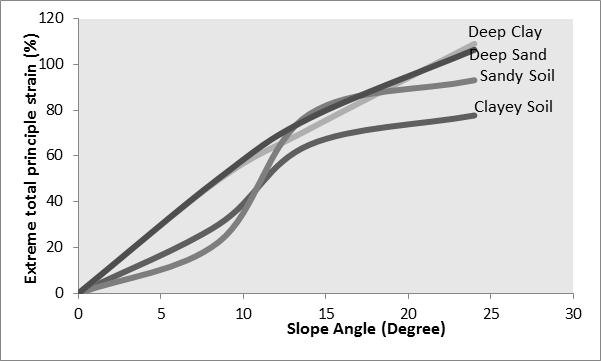 120
100
80
60
40
20
0
Extreme total principle strain (%)
Deep Clay
Deep Sand
Sandy Soil
Clayey Soil
0 5 10 15 20 25 30
Slope Angle (Degree)